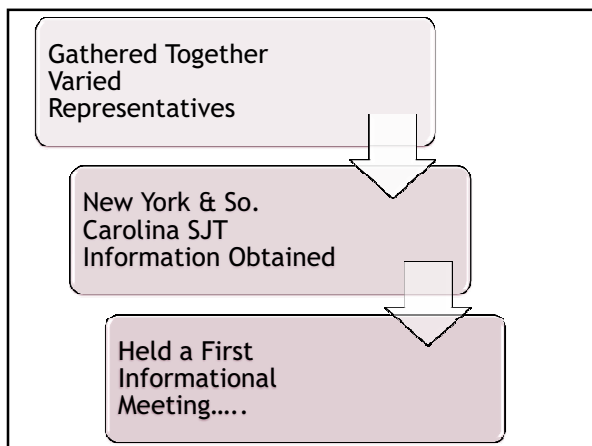 Gathered Together
Varied
Representatives
New York & So.
Carolina SJT
Information Obtained
Held a First
Informational
Meeting…..